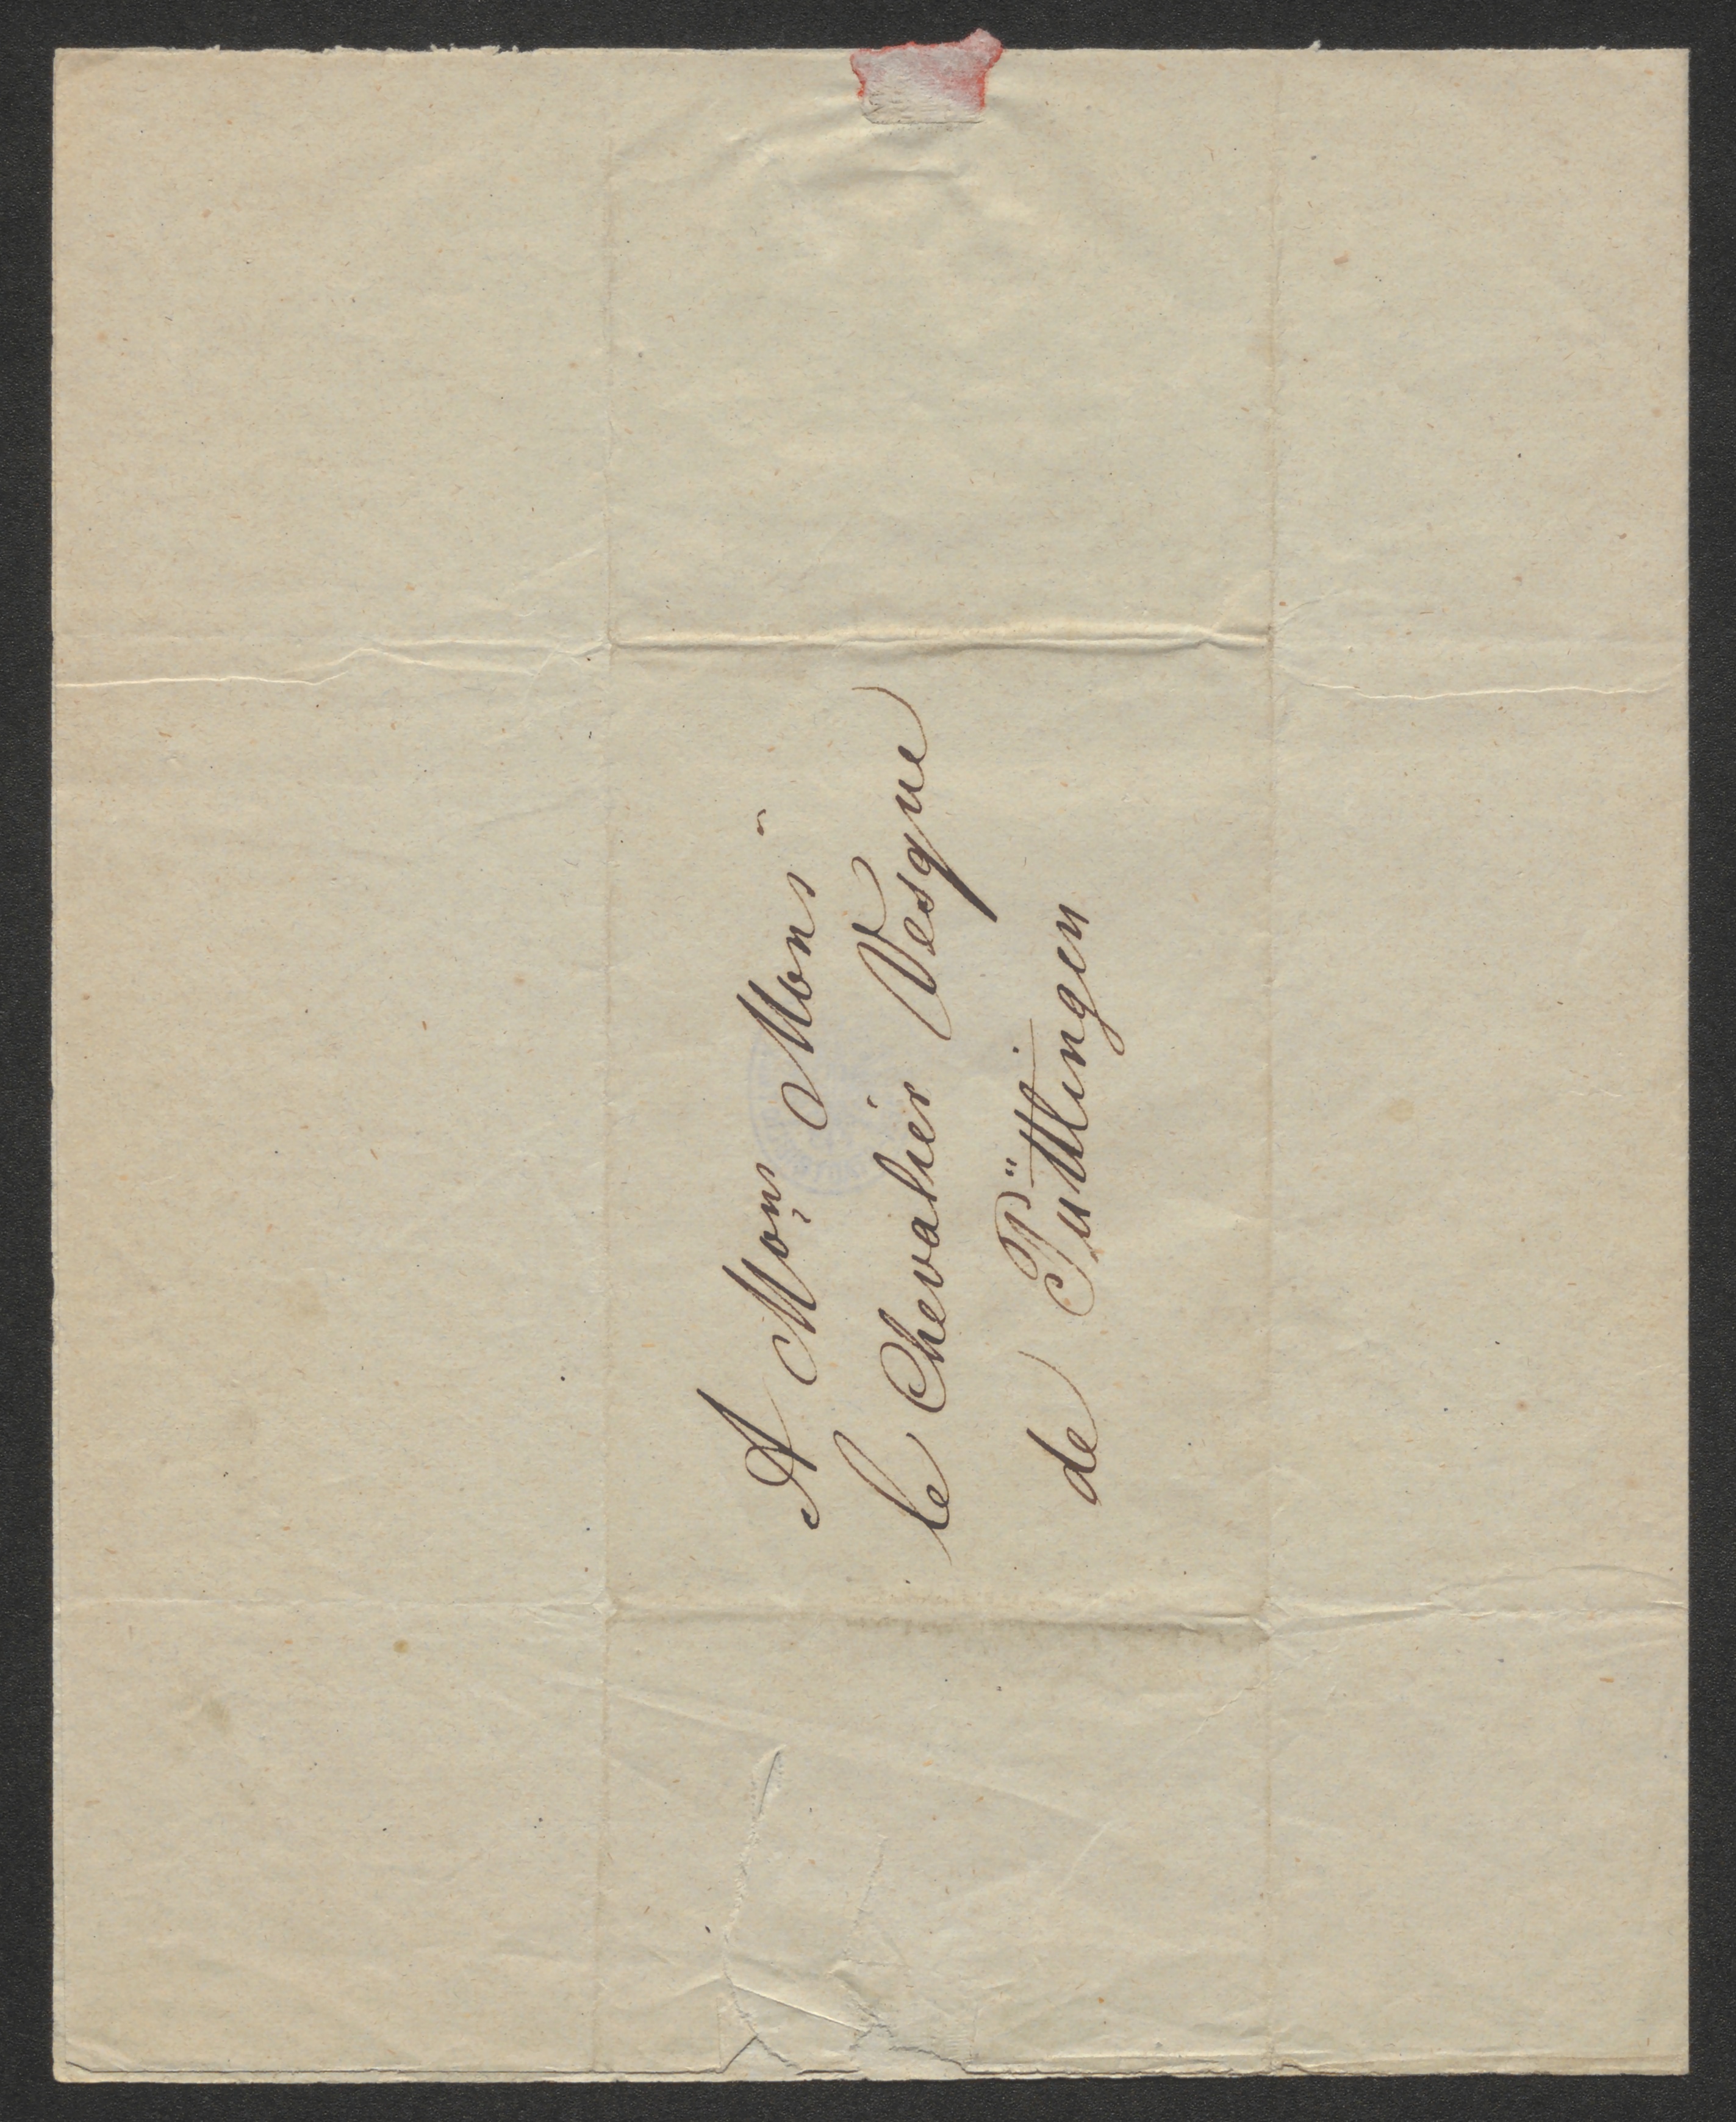 A Mons Mons
le Chevalier Vesque
de Püttlingen